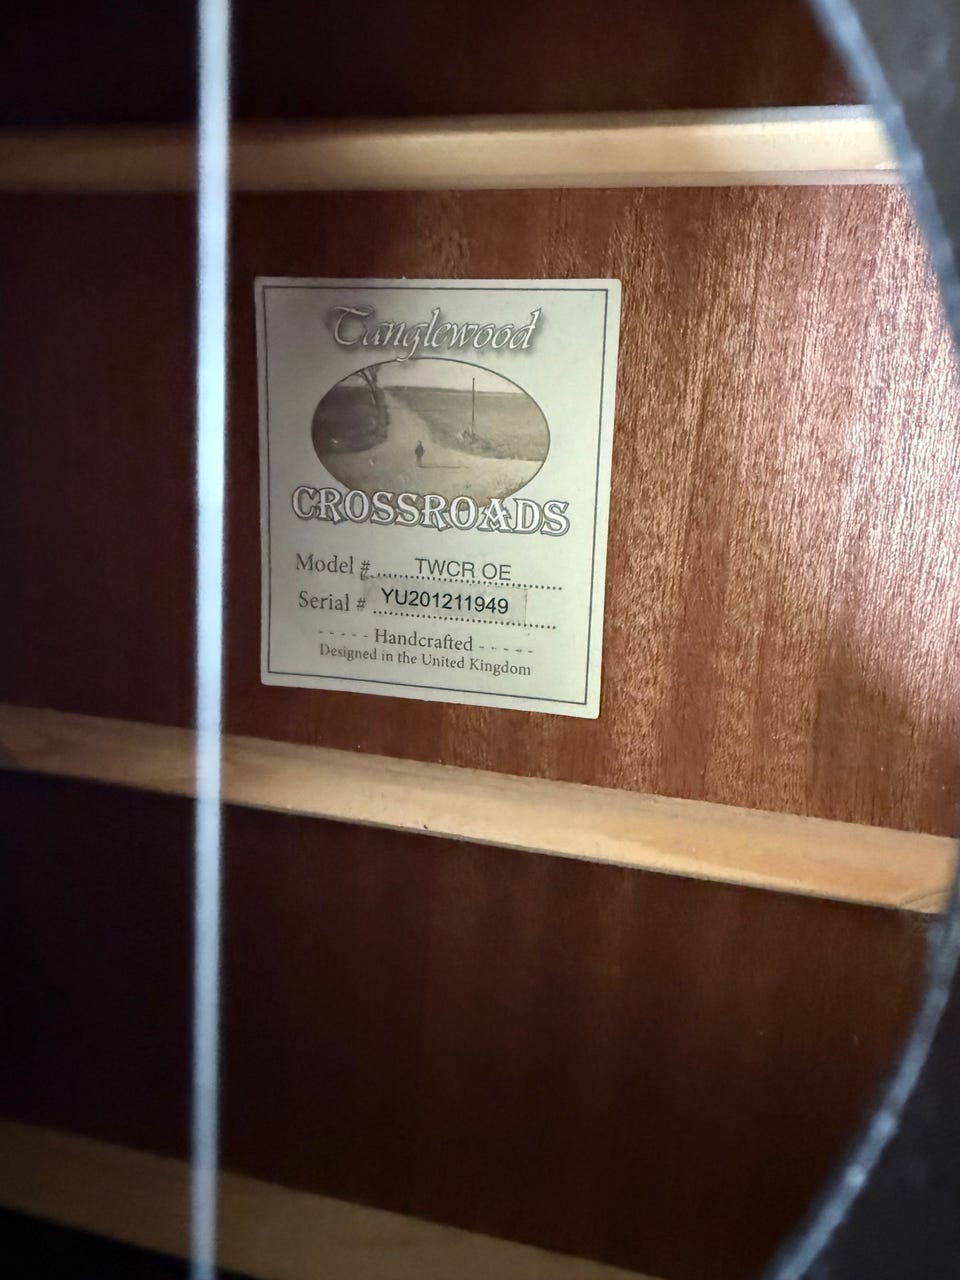 Tanglewood
CROSSROADS
Model # TWCR OE
Serial # YU201211949
- - - - - Handcrafted - - - - -
Designed in the United Kingdom